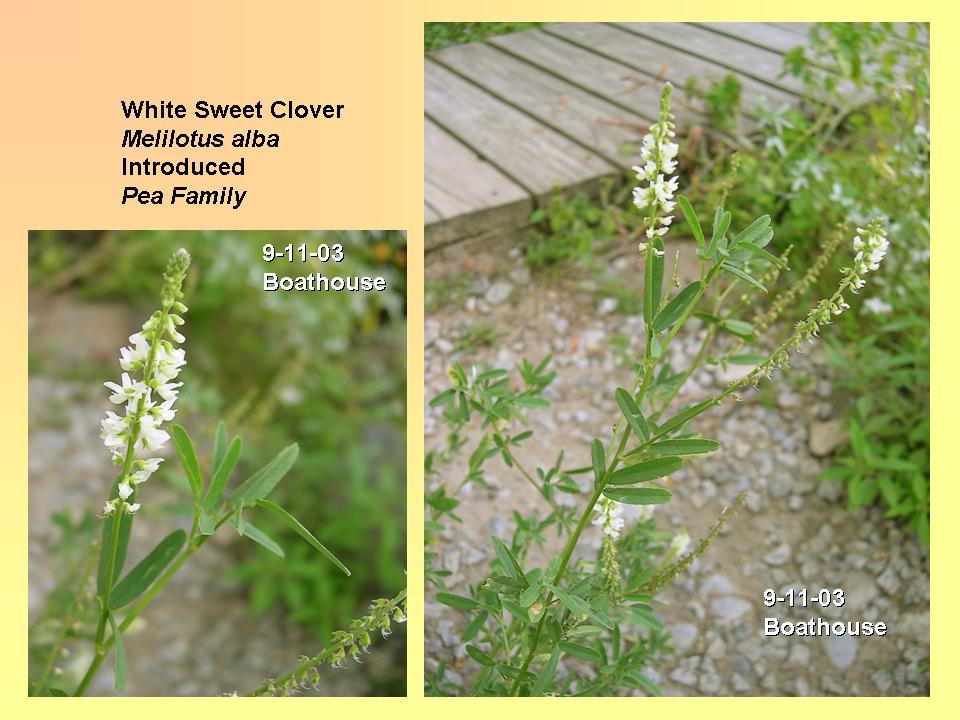 White Sweet Clover
Melilotus alba
Introduced
Pea Family
9-11-03
Boathouse
9-11-03
Boathouse